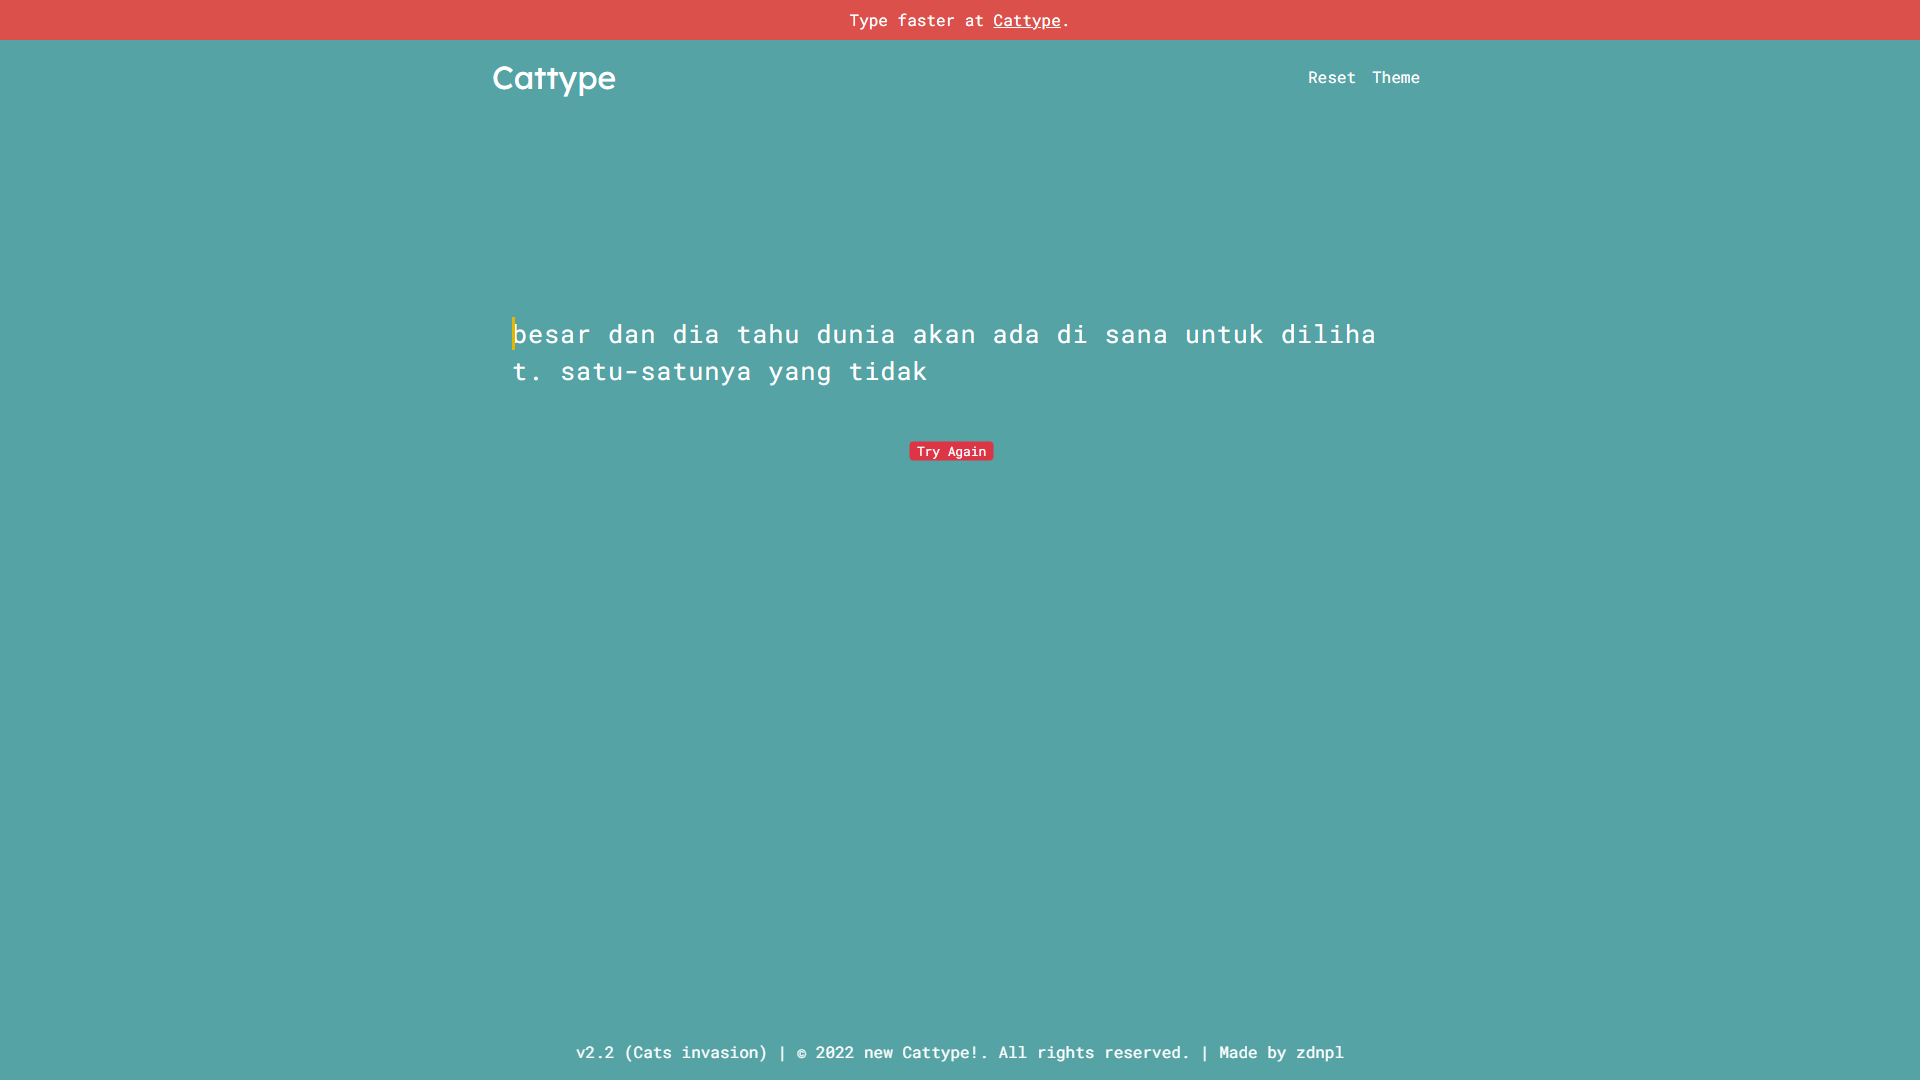 Type faster at Cattype.
Cattype
Reset Theme
besar dan dia tahu dunia akan ada di sana untuk diliha
t. satu-satunya yang tidak
Try Again
v2.2 (Cats invasion) | © 2022 new Cattype!. All rights reserved. | Made by zdnpl